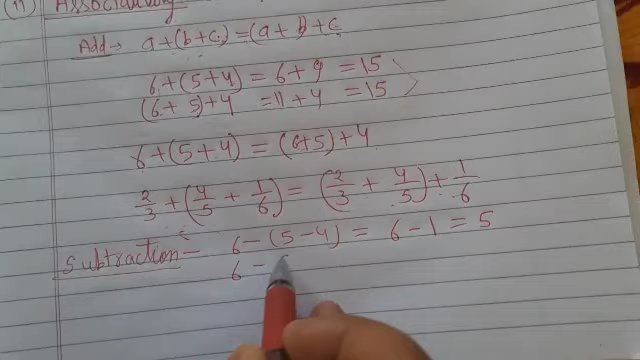 (ii) Associativity
Add → a+(b+c)=(a+b)+c
6+(5+4) = 6+9 = 15
(6+5)+4 = 11+4 = 15
6+(5+4) = (6+5)+4
2/3 + (4/5 + 1/6) = (2/3 + 4/5) + 1/6
Subtraction - 6-(5-4) = 6-1 = 5
6 -